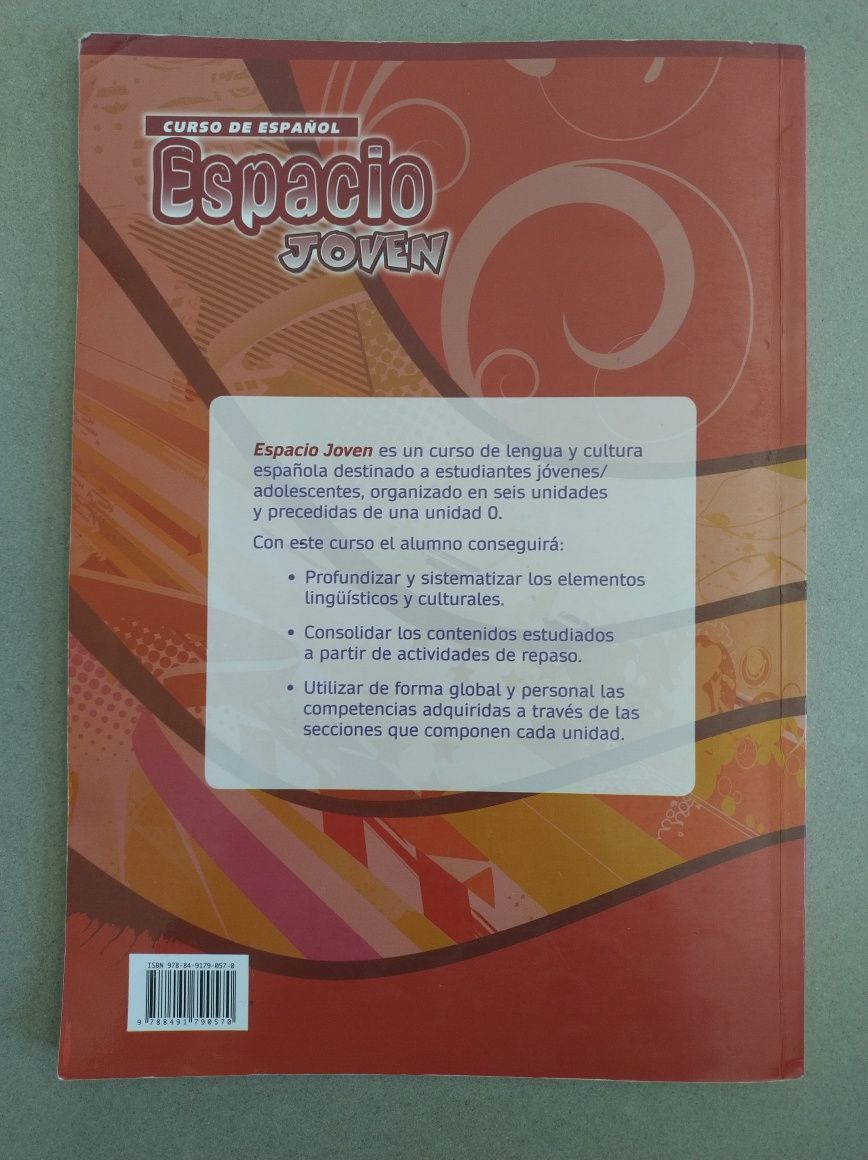 CURSO DE ESPAÑOL
Espacio
JOVEN
Espacio Joven es un curso de lengua y cultura
española destinado a estudiantes jóvenes/
adolescentes, organizado en seis unidades
y precedidas de una unidad 0.
Con este curso el alumno conseguirá:
• Profundizar y sistematizar los elementos
lingüísticos y culturales.
• Consolidar los contenidos estudiados
a partir de actividades de repaso.
• Utilizar de forma global y personal las
competencias adquiridas a través de las
secciones que componen cada unidad.
ISBN 978-84-9179-057-0
9 788491 790570